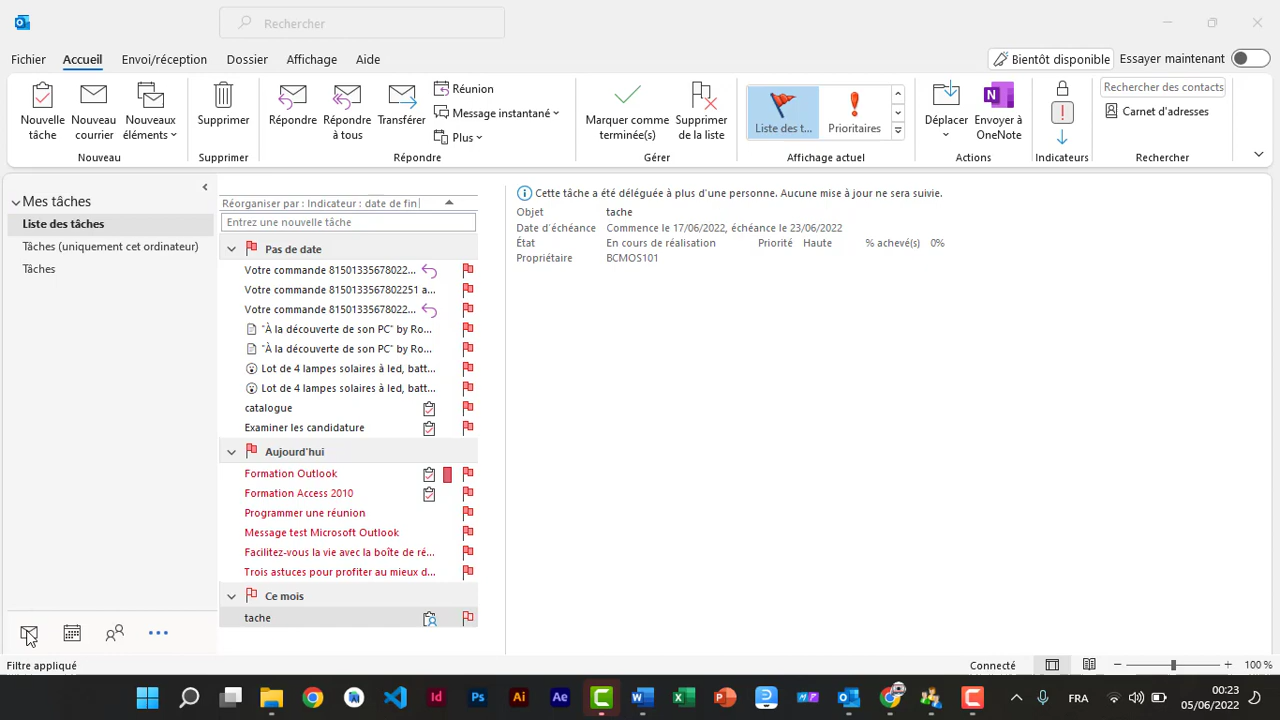 Rechercher
Fichier Accueil Envoi/réception Dossier Affichage Aide Bientôt disponible Essayer maintenant
Nouvelle tâche
Nouveau courrier
Nouveaux éléments
Nouveau
Supprimer
Supprimer
Répondre
Répondre à tous
Transférer
Réunion
Message instantané
Plus
Répondre
Marquer comme terminée(s)
Supprimer de la liste
Gérer
Liste des t...
Prioritaires
Affichage actuel
Déplacer
Envoyer à OneNote
Actions
Indicateurs
Rechercher des contacts
Carnet d'adresses
Rechercher
Mes tâches
Liste des tâches
Tâches (uniquement cet ordinateur)
Tâches
Réorganiser par : Indicateur : date de fin
Entrez une nouvelle tâche
Pas de date
Votre commande 81501335678022...
Votre commande 8150133567802251 a...
Votre commande 81501335678022...
"À la découverte de son PC" by Ro...
"À la découverte de son PC" by Ro...
Lot de 4 lampes solaires à led, batt...
Lot de 4 lampes solaires à led, batt...
catalogue
Examiner les candidature
Aujourd'hui
Formation Outlook
Formation Access 2010
Programmer une réunion
Message test Microsoft Outlook
Facilitez-vous la vie avec la boîte de ré...
Trois astuces pour profiter au mieux d...
Ce mois
tache
Cette tâche a été déléguée à plus d'une personne. Aucune mise à jour ne sera suivie.
Objet tache
Date d'échéance Commence le 17/06/2022, échéance le 23/06/2022
État En cours de réalisation Priorité Haute % achevé(s) 0%
Propriétaire BCMOS101
Filtre appliqué Connecté 100 %
FRA
00:23
05/06/2022